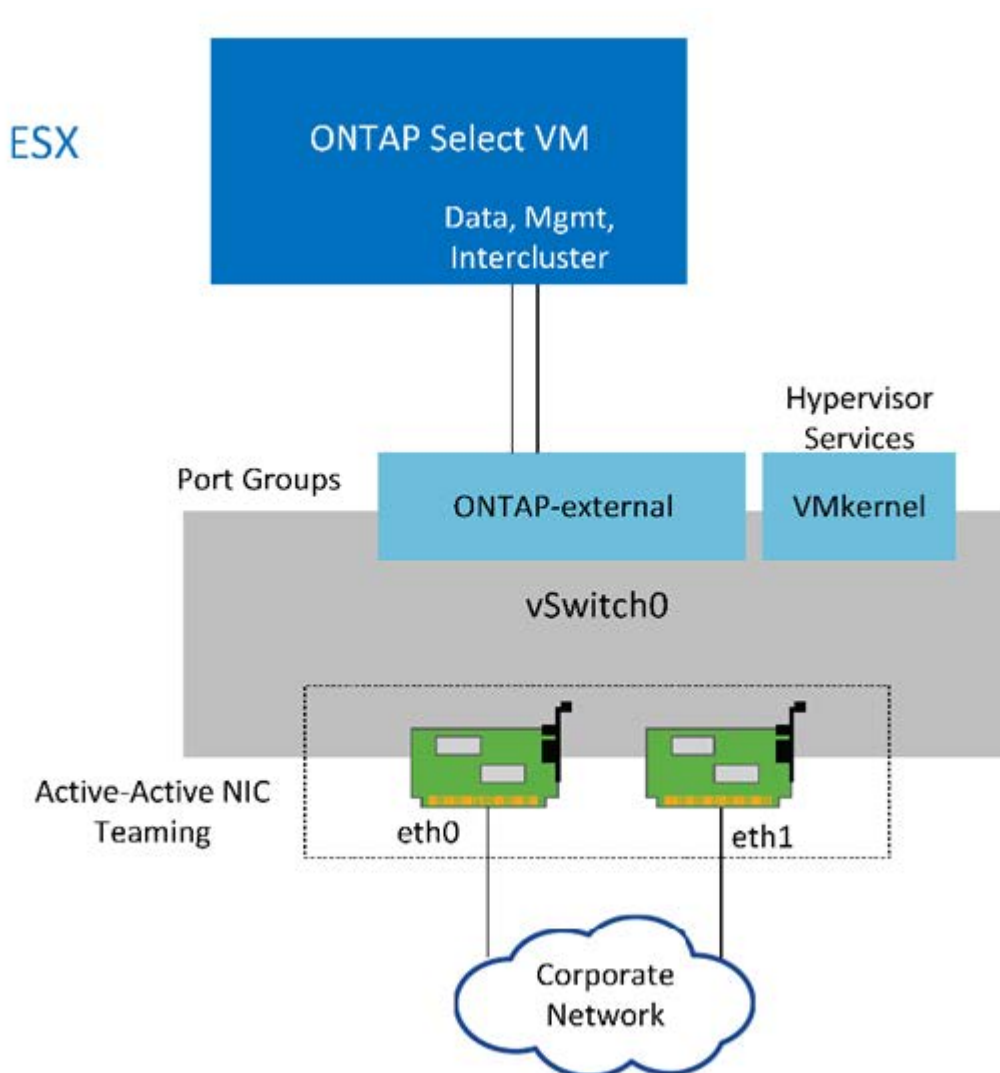 ESX
ONTAP Select VM
Data, Mgmt,
Intercluster
Hypervisor
Services
Port Groups
ONTAP-external
VMkernel
vSwitch0
Active-Active NIC
Teaming
eth0
eth1
Corporate
Network